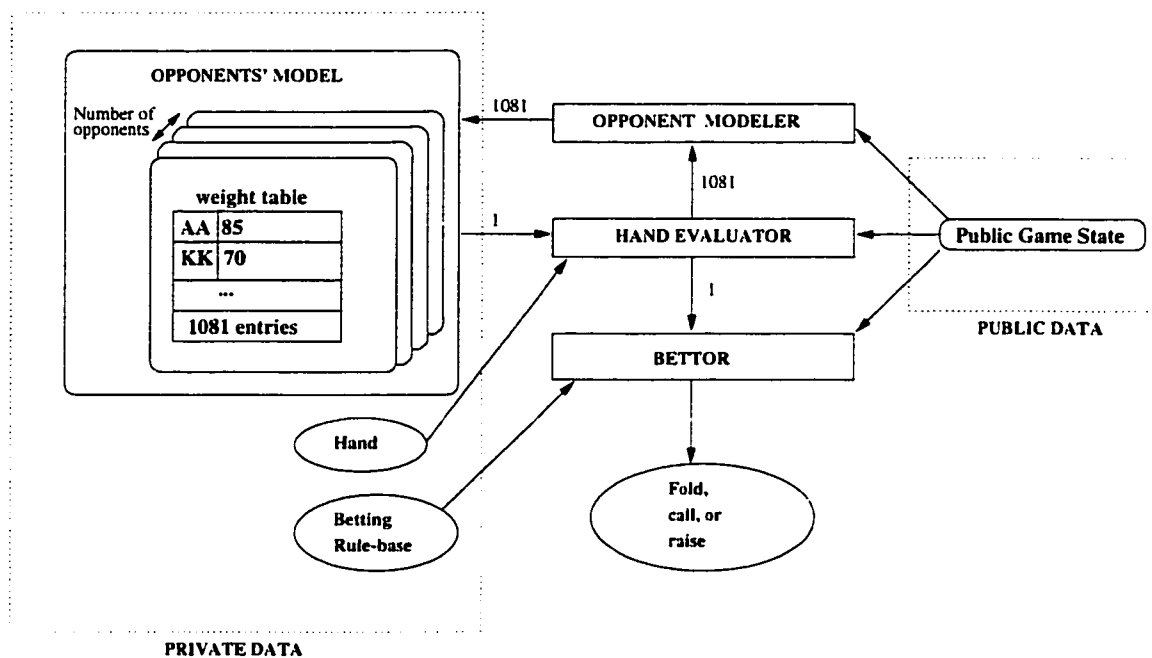 OPPONENTS' MODEL
Number of
opponents
weight table
AA 85
KK 70
...
1081 entries
1081
OPPONENT MODELER
1081
1
HAND EVALUATOR
Public Game State
1
PUBLIC DATA
BETTOR
Hand
Betting
Rule-base
Fold,
call, or
raise
PRIVATE DATA